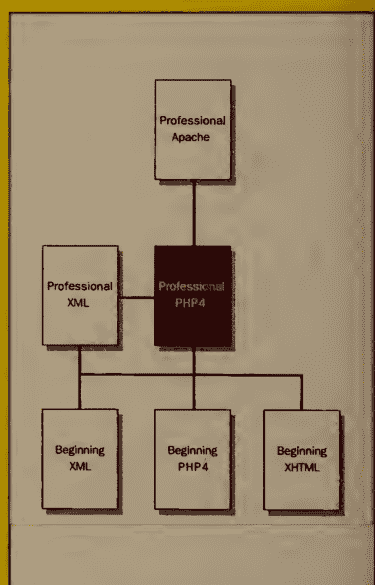 Professional
Apache
Professional
XML
Professional
PHP4
Beginning
XML
Beginning
PHP4
Beginning
XHTML